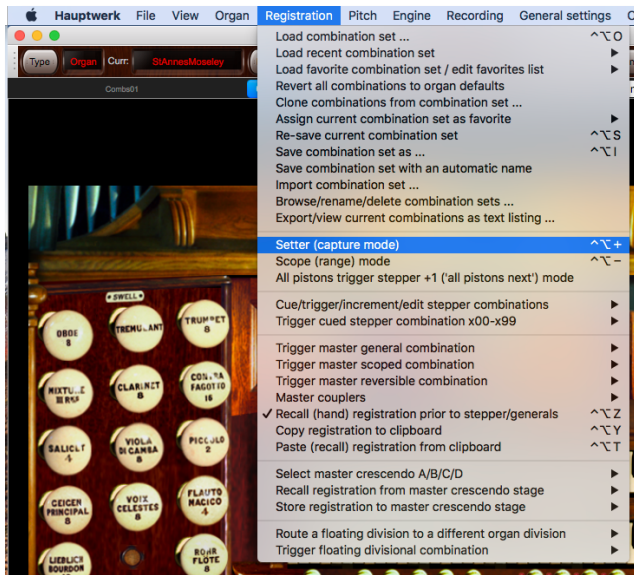 Hauptwerk File View Organ Registration Pitch Engine Recording General settings
Type Organ Curr: StAnnesMoseley
Combs01
Load combination set ... ^⌥O
Load recent combination set ▶
Load favorite combination set / edit favorites list ▶
Revert all combinations to organ defaults
Clone combinations from combination set ...
Assign current combination set as favorite ▶
Re-save current combination set ^⌥S
Save combination set as ... ^⌥I
Save combination set with an automatic name
Import combination set ...
Browse/rename/delete combination sets ...
Export/view current combinations as text listing ...
Setter (capture mode) ^⌥+
Scope (range) mode ^⌥−
All pistons trigger stepper +1 ('all pistons next') mode
Cue/trigger/increment/edit stepper combinations ▶
Trigger cued stepper combination x00-x99 ▶
Trigger master general combination ▶
Trigger master scoped combination ▶
Trigger master reversible combination ▶
Master couplers ▶
✓ Recall (hand) registration prior to stepper/generals ^⌥Z
Copy registration to clipboard ^⌥Y
Paste (recall) registration from clipboard ^⌥T
Select master crescendo A/B/C/D ▶
Recall registration from master crescendo stage ▶
Store registration to master crescendo stage ▶
Route a floating division to a different organ division ▶
Trigger floating divisional combination ▶
• SWELL •
OBOE
8
TREMULANT
TRUMPET
8
MIXTURE
III RKS
CLARINET
8
CONTRA
FAGOTTO
16
SALICET
4
VIOLA
DI GAMBA
8
PICCOLO
2
GEIGEN
PRINCIPAL
8
VOIX
CELESTES
8
FLAUTO
MAGICO
4
LIEBLICH
BOURDON
ROHR
FLÖTE
8